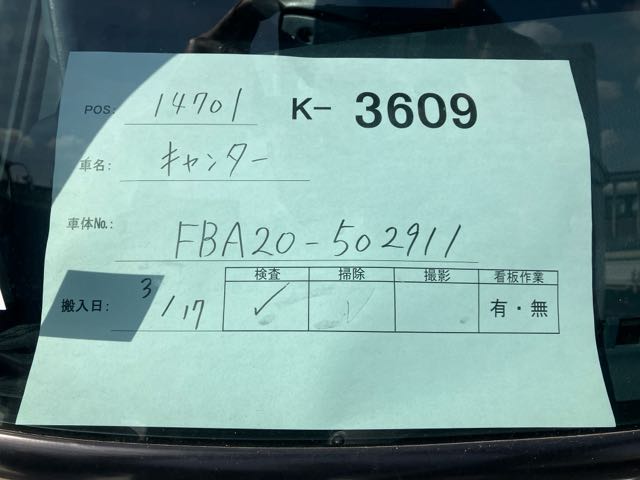 POS: 14701 K- 3609
車名: キャンター
車体No.: FBA20-502911
検査 掃除 撮影 看板作業
搬入日: 3/17 ✓ 有・無